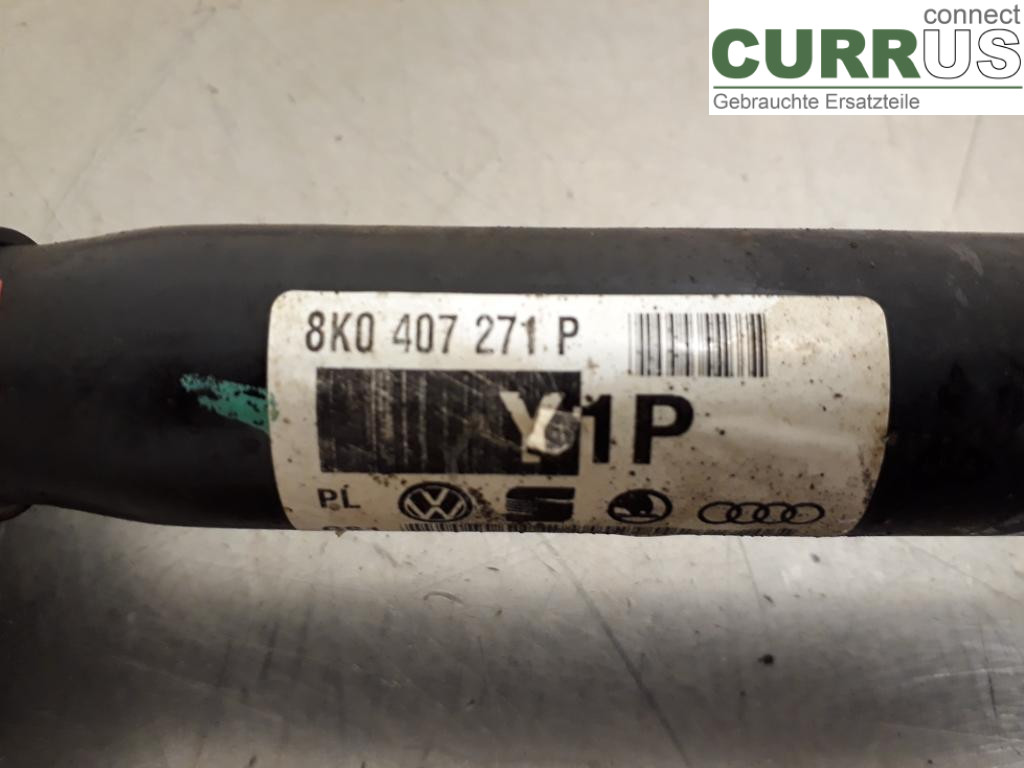 connect
CURRUS
Gebrauchte Ersatzteile
8K0 407 271 P
Y1P
PL